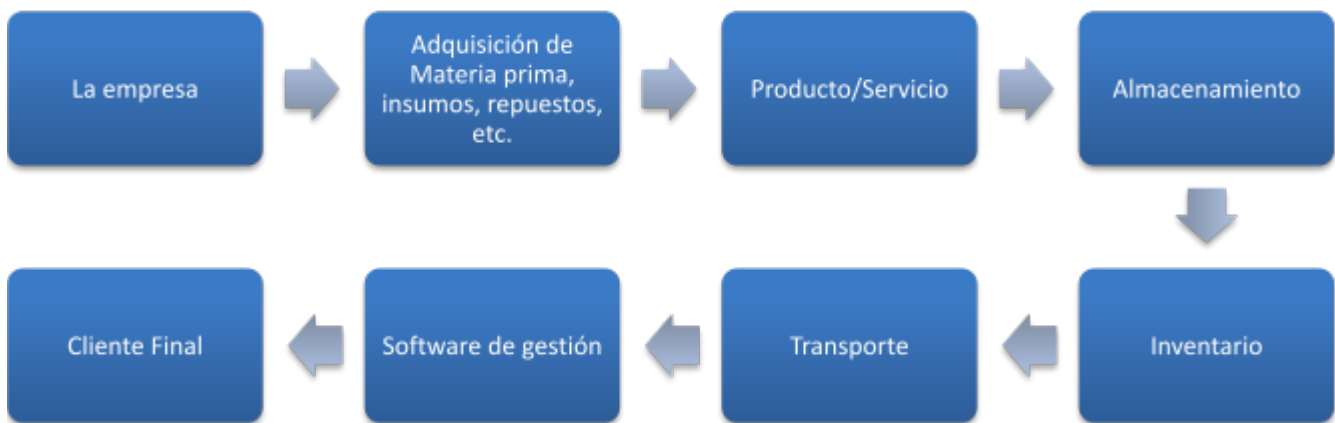 La empresa
Adquisición de
Materia prima,
insumos, repuestos,
etc.
Producto/Servicio
Almacenamiento
Inventario
Transporte
Software de gestión
Cliente Final